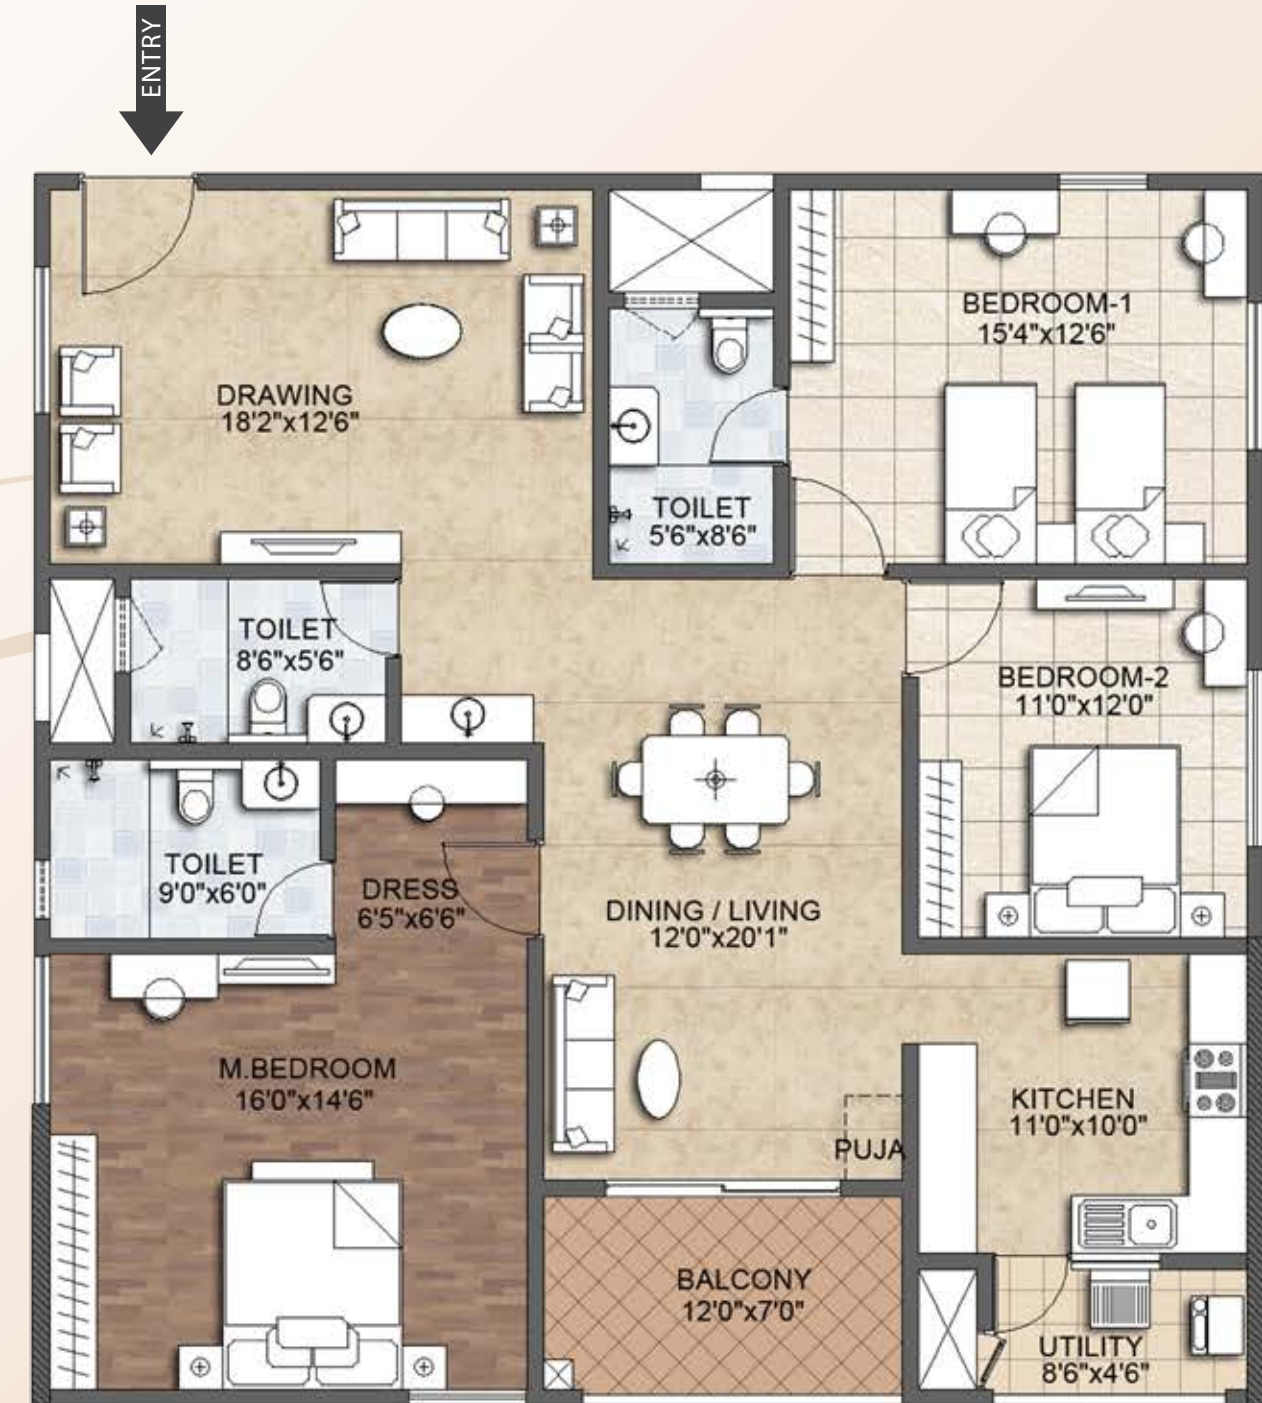 ENTRY
DRAWING
18'2"x12'6"
BEDROOM-1
15'4"x12'6"
TOILET
5'6"x8'6"
TOILET
8'6"x5'6"
BEDROOM-2
11'0"x12'0"
TOILET
9'0"x6'0"
DRESS
6'5"x6'6"
DINING / LIVING
12'0"x20'1"
M.BEDROOM
16'0"x14'6"
KITCHEN
11'0"x10'0"
PUJA
BALCONY
12'0"x7'0"
UTILITY
8'6"x4'6"